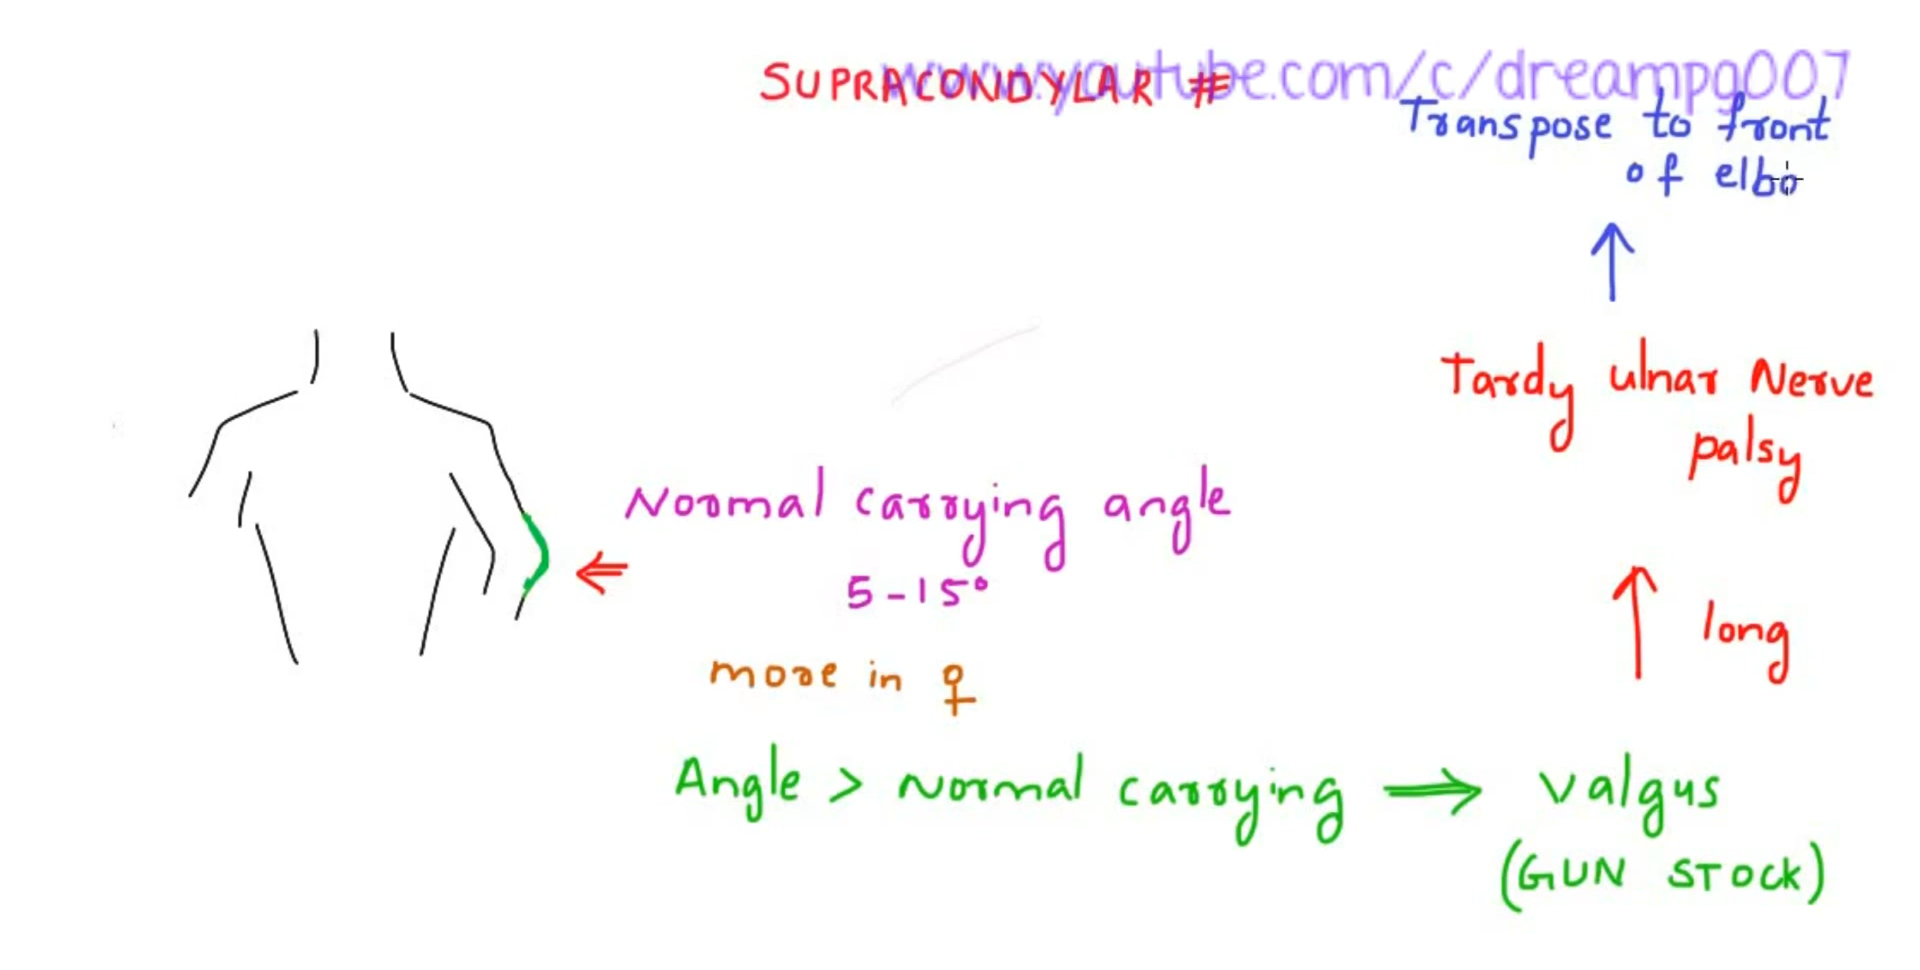 www.youtube.com/c/dreampg007
SUPRACONDYLAR #
Transpose to front
of elbo
Tardy ulnar Nerve
palsy
Normal carrying angle
5-15°
long
more in ♀
Angle > Normal carrying ⇒ valgus
(GUN STOCK)